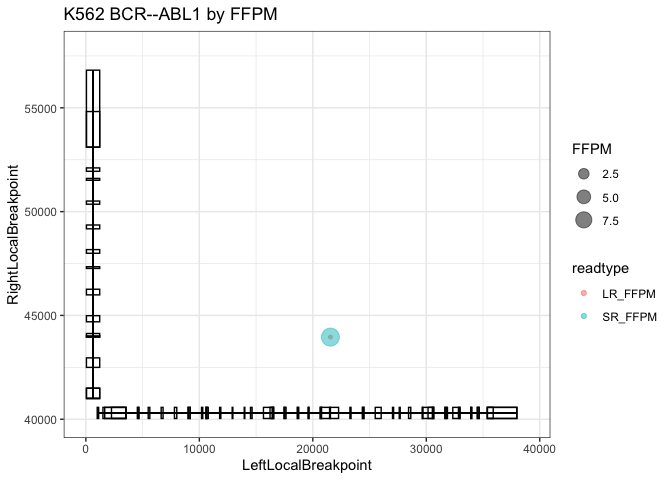 K562 BCR--ABL1 by FFPM
RightLocalBreakpoint
55000
50000
45000
40000
0
10000
20000
30000
40000
LeftLocalBreakpoint
FFPM
2.5
5.0
7.5
readtype
LR_FFPM
SR_FFPM